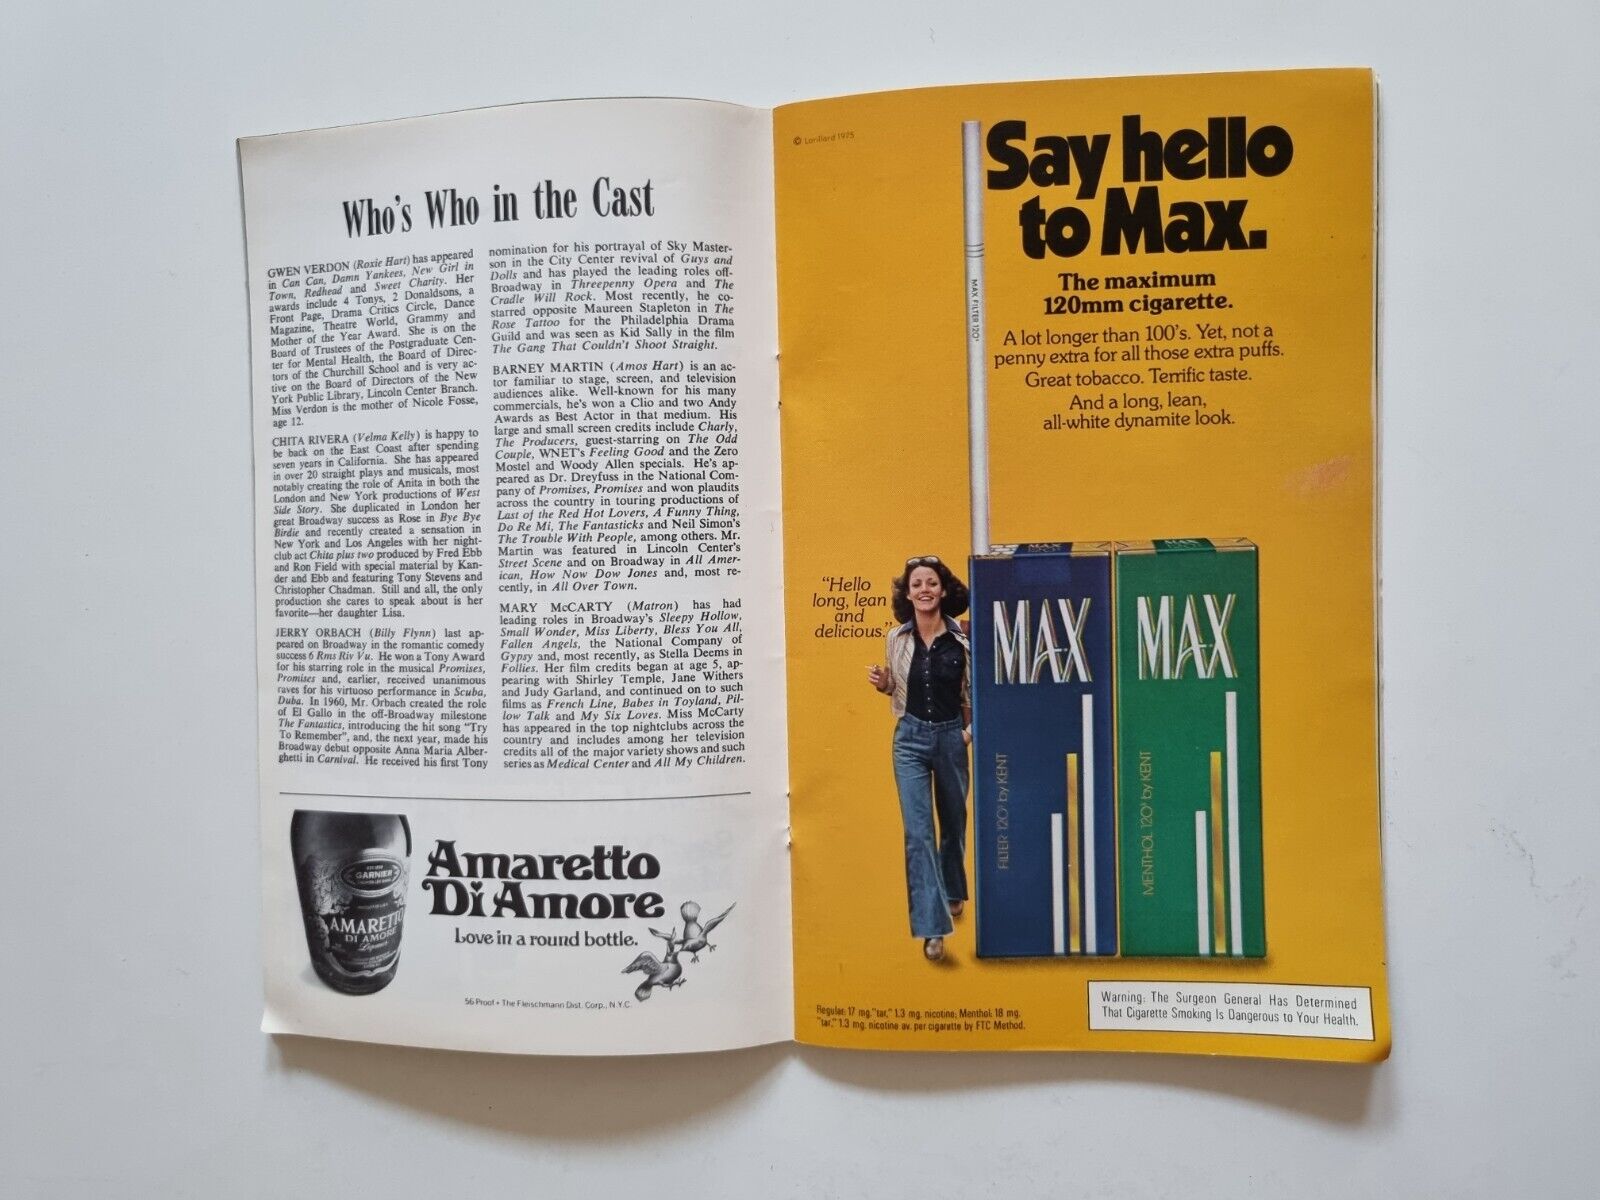 Who's Who in the Cast
GWEN VERDON (Roxie Hart) has appeared
in Can Can, Damn Yankees, New Girl in
Town, Redhead and Sweet Charity. Her
awards include 4 Tonys, 2 Donaldsons, a
Front Page, Drama Critics Circle, Dance
Magazine, Theatre World, Grammy and
Mother of the Year Award. She is on the
Board of Trustees of the Postgraduate Cen-
ter for Mental Health, the Board of Direc-
tors of the Churchill School and is very ac-
tive on the Board of Directors of the New
York Public Library, Lincoln Center Branch.
Miss Verdon is the mother of Nicole Fosse,
age 12.
CHITA RIVERA (Velma Kelly) is happy to
be back on the East Coast after spending
seven years in California. She has appeared
in over 20 straight plays and musicals, most
notably creating the role of Anita in both the
London and New York productions of West
Side Story. She duplicated in London her
great Broadway success as Rose in Bye Bye
Birdie and recently created a sensation in
New York and Los Angeles with her night-
club act Chita plus two produced by Fred Ebb
and Ron Field with special material by Kan-
der and Ebb and featuring Tony Stevens and
Christopher Chadman. Still and all, the only
production she cares to speak about is her
favorite—her daughter Lisa.
JERRY ORBACH (Billy Flynn) last ap-
peared on Broadway in the romantic comedy
success 6 Rms Riv Vu. He won a Tony Award
for his starring role in the musical Promises,
Promises and, earlier, received unanimous
raves for his virtuoso performance in Scuba,
Duba. In 1960, Mr. Orbach created the role
of El Gallo in the off-Broadway milestone
The Fantastics, introducing the hit song "Try
To Remember", and, the next year, made his
Broadway debut opposite Anna Maria Alber-
ghetti in Carnival. He received his first Tony
nomination for his portrayal of Sky Master-
son in the City Center revival of Guys and
Dolls and has played the leading roles off-
Broadway in Threepenny Opera and The
Cradle Will Rock. Most recently, he co-
starred opposite Maureen Stapleton in The
Rose Tattoo for the Philadelphia Drama
Guild and was seen as Kid Sally in the film
The Gang That Couldn't Shoot Straight.
BARNEY MARTIN (Amos Hart) is an ac-
tor familiar to stage, screen, and television
audiences alike. Well-known for his many
commercials, he's won a Clio and two Andy
Awards as Best Actor in that medium. His
large and small screen credits include Charly,
The Producers, guest-starring on The Odd
Couple, WNET's Feeling Good and the Zero
Mostel and Woody Allen specials. He's ap-
peared as Dr. Dreyfuss in the National Com-
pany of Promises, Promises and won plaudits
across the country in touring productions of
Last of the Red Hot Lovers, A Funny Thing,
Do Re Mi, The Fantasticks and Neil Simon's
The Trouble With People, among others. Mr.
Martin was featured in Lincoln Center's
Street Scene and on Broadway in All Amer-
ican, How Now Dow Jones and, most re-
cently, in All Over Town.
MARY McCARTY (Matron) has had
leading roles in Broadway's Sleepy Hollow,
Small Wonder, Miss Liberty, Bless You All,
Fallen Angels, the National Company of
Gypsy and, most recently, as Stella Deems in
Follies. Her film credits began at age 5, ap-
pearing with Shirley Temple, Jane Withers
and Judy Garland, and continued on to such
films as French Line, Babes in Toyland, Pil-
low Talk and My Six Loves. Miss McCarty
has appeared in the top nightclubs across the
country and includes among her television
credits all of the major variety shows and such
series as Medical Center and All My Children.
GARNIER
AMARETTO
DI AMORE
Liqueur
Amaretto
Di Amore
Love in a round bottle.
56 Proof • The Fleischmann Dist. Corp., N.Y.C.
© Lorillard 1975
Say hello
to Max.
The maximum
120mm cigarette.
A lot longer than 100's. Yet, not a
penny extra for all those extra puffs.
Great tobacco. Terrific taste.
And a long, lean,
all-white dynamite look.
MAX FILTER 120's
"Hello
long, lean
and
delicious."
MAX
120's
MAX
FILTER 120's by KENT
MAX
120's
MAX
MENTHOL 120's by KENT
Regular: 17 mg. "tar," 1.3 mg. nicotine; Menthol: 18 mg.
"tar," 1.3 mg. nicotine av. per cigarette by FTC Method.
Warning: The Surgeon General Has Determined
That Cigarette Smoking Is Dangerous to Your Health.